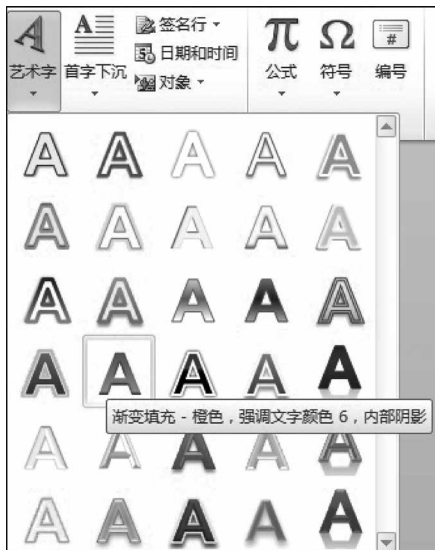 签名行
日期和时间
对象
艺术字 首字下沉 公式 符号 编号
渐变填充 - 橙色，强调文字颜色 6，内部阴影